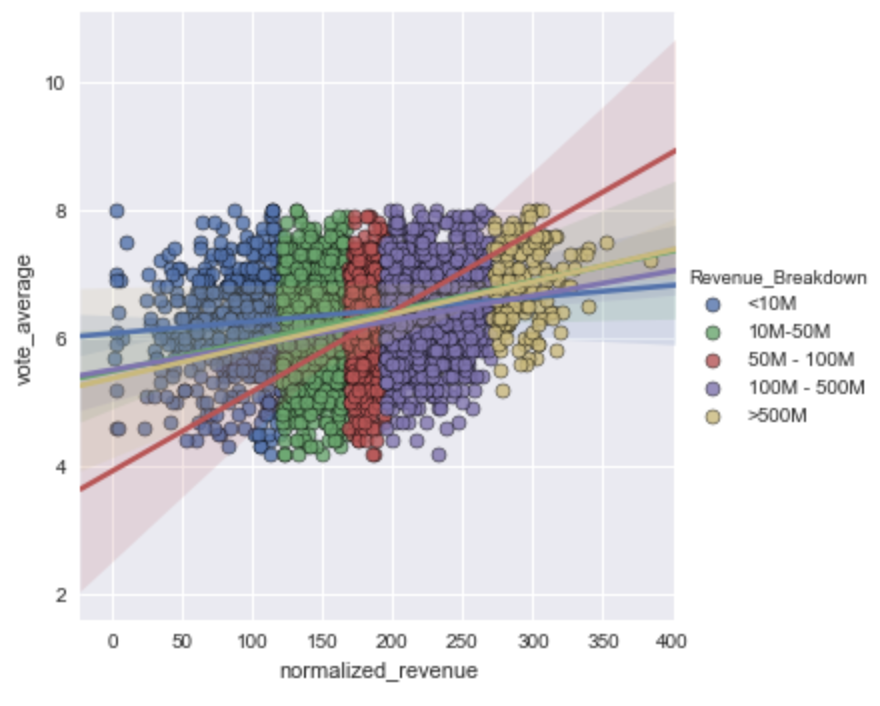 10
8
6
4
2
vote_average
0 50 100 150 200 250 300 350 400
normalized_revenue
Revenue_Breakdown
<10M
10M-50M
50M - 100M
100M - 500M
>500M